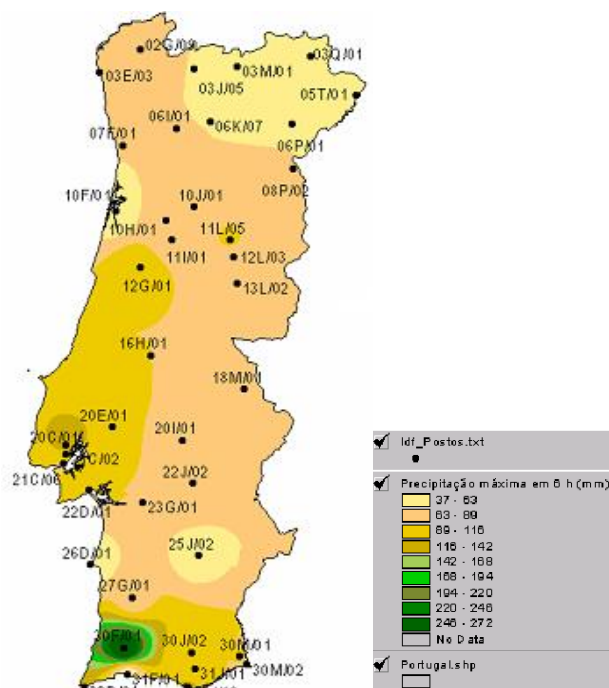 02G/09
03Q/01
03E/03
03M/01
03J/05
05T/01
06I/01
06K/07
07F/01
06P/01
08P/02
10F/01
10J/01
10H/01
11L/05
11I/01
12L/03
12G/01
13L/02
16H/01
18M/01
20E/01
20C/01
20I/01
C/02
21C/06
22J/02
22D/01
23G/01
26D/01
25J/02
27G/01
30F/01
30J/02
30M/01
30M/02
31F/01
31J/01
Idf_Postos.txt
Precipitação máxima em 6 h (mm)
37 - 63
63 - 89
89 - 116
116 - 142
142 - 168
168 - 194
194 - 220
220 - 246
246 - 272
No Data
Portugal.shp